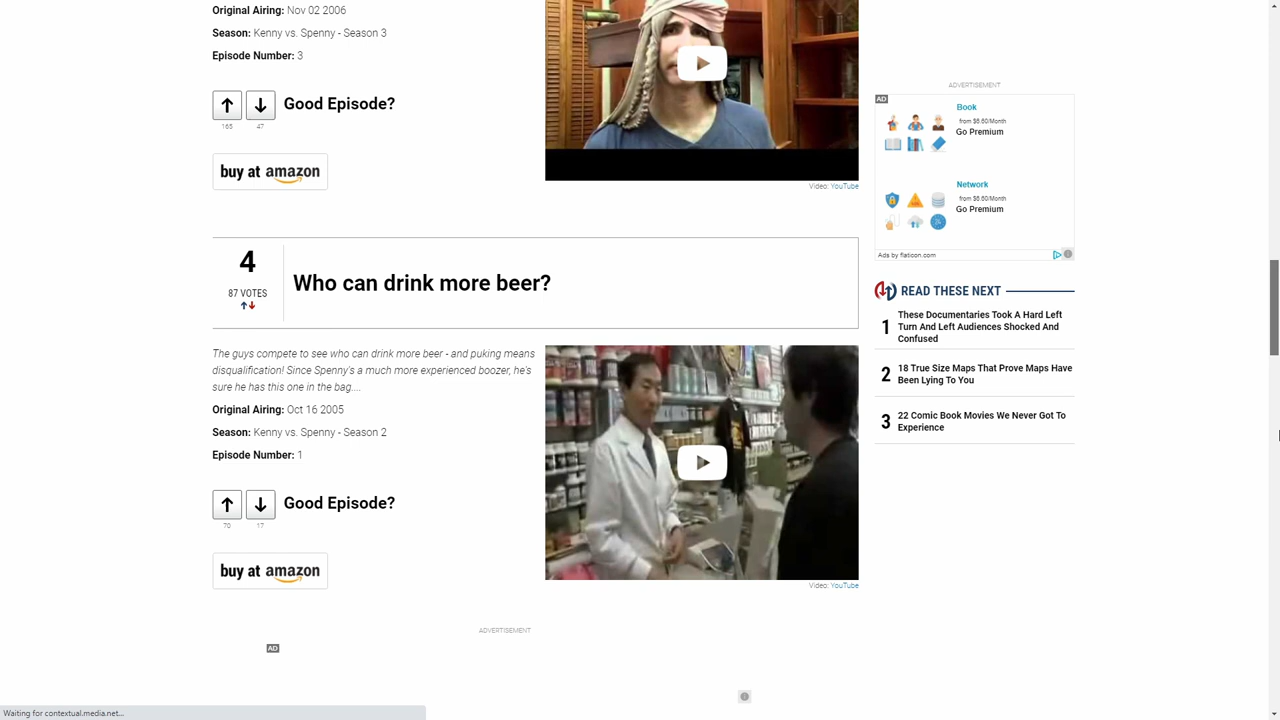 Original Airing: Nov 02 2006
Season: Kenny vs. Spenny - Season 3
Episode Number: 3
Good Episode?
165 47
buy at amazon
Video: YouTube
4
87 VOTES
Who can drink more beer?
The guys compete to see who can drink more beer - and puking means
disqualification! Since Spenny's a much more experienced boozer, he's
sure he has this one in the bag....
Original Airing: Oct 16 2005
Season: Kenny vs. Spenny - Season 2
Episode Number: 1
Good Episode?
70 17
buy at amazon
Video: YouTube
ADVERTISEMENT
AD
ADVERTISEMENT
AD
Book
from $6.60/Month
Go Premium
Network
from $6.60/Month
Go Premium
Ads by flaticon.com
READ THESE NEXT
1 These Documentaries Took A Hard Left
Turn And Left Audiences Shocked And
Confused
2 18 True Size Maps That Prove Maps Have
Been Lying To You
3 22 Comic Book Movies We Never Got To
Experience
Waiting for contextual.media.net...